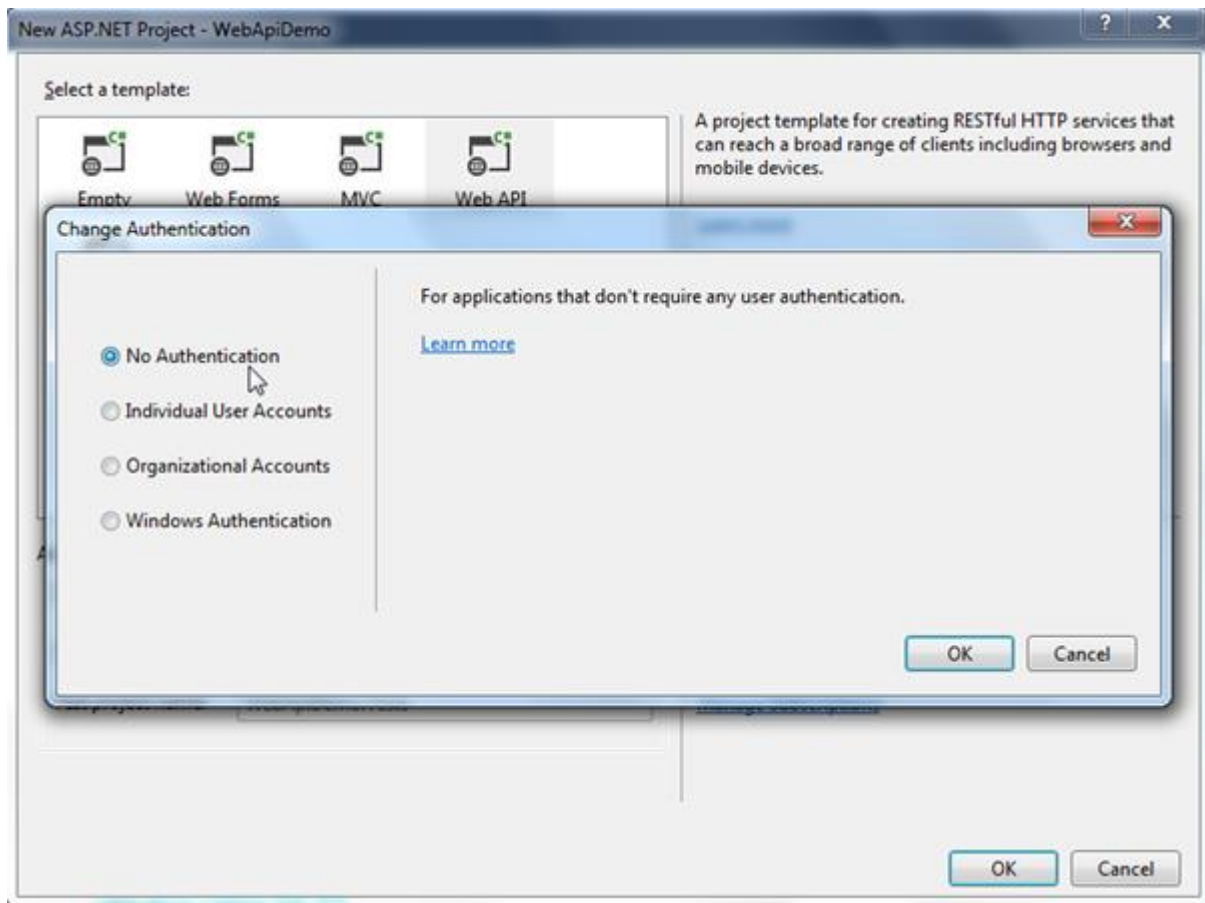 New ASP.NET Project - WebApiDemo
Select a template:
Empty
Web Forms
MVC
Web API
A project template for creating RESTful HTTP services that
can reach a broad range of clients including browsers and
mobile devices.
Change Authentication
No Authentication
Individual User Accounts
Organizational Accounts
Windows Authentication
For applications that don't require any user authentication.
Learn more
OK
Cancel
OK
Cancel